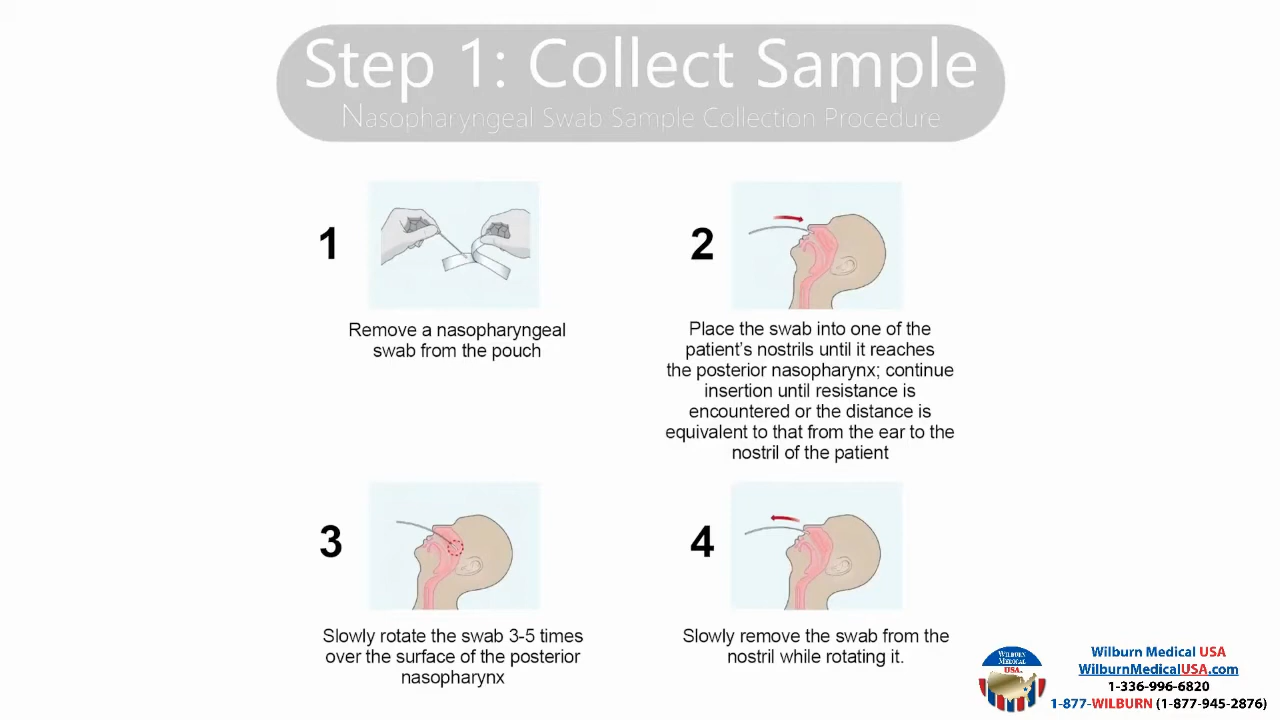 Step 1: Collect Sample
Nasopharyngeal Swab Sample Collection Procedure
1
Remove a nasopharyngeal
swab from the pouch
2
Place the swab into one of the
patient's nostrils until it reaches
the posterior nasopharynx; continue
insertion until resistance is
encountered or the distance is
equivalent to that from the ear to the
nostril of the patient
3
Slowly rotate the swab 3-5 times
over the surface of the posterior
nasopharynx
4
Slowly remove the swab from the
nostril while rotating it.
WILBURN
MEDICAL
USA
Wilburn Medical USA
WilburnMedicalUSA.com
1-336-996-6820
1-877-WILBURN (1-877-945-2876)